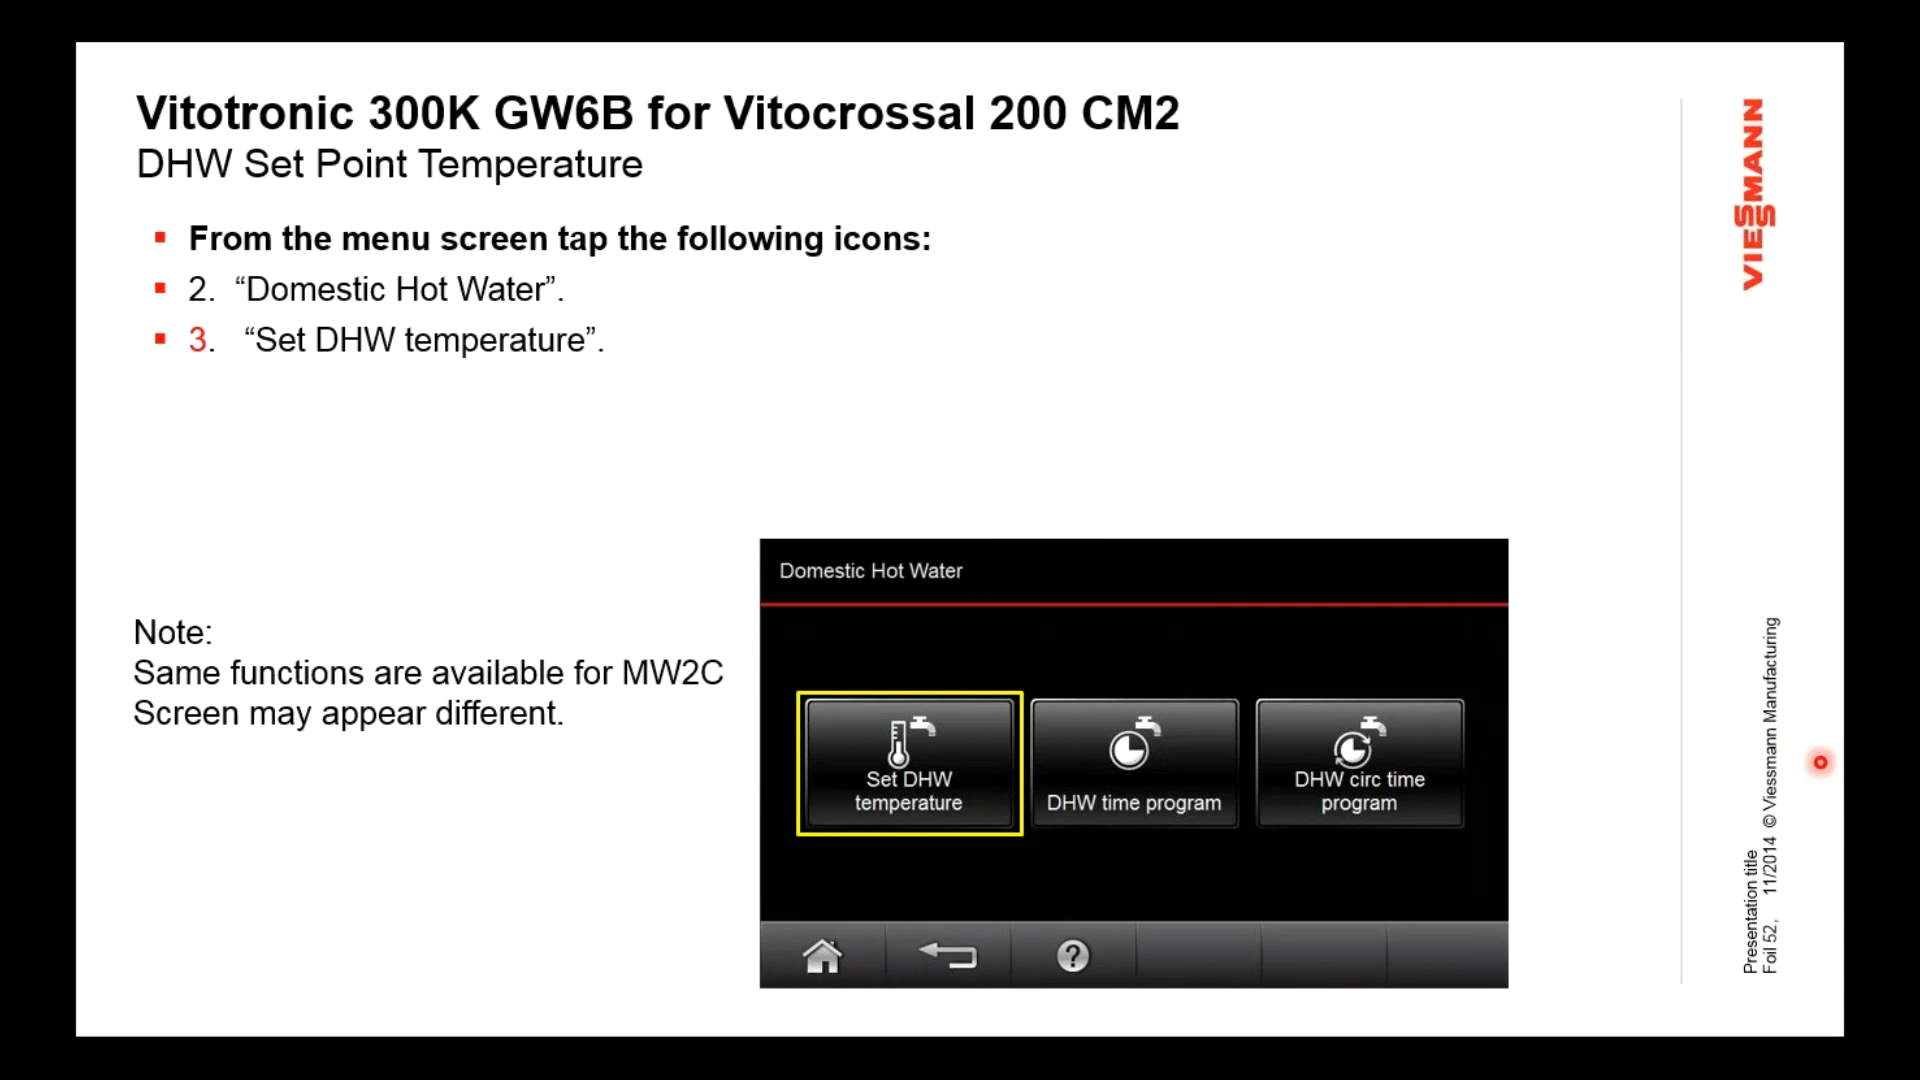 Vitotronic 300K GW6B for Vitocrossal 200 CM2
DHW Set Point Temperature
From the menu screen tap the following icons:
2. “Domestic Hot Water”.
3. “Set DHW temperature”.
Note:
Same functions are available for MW2C
Screen may appear different.
Domestic Hot Water
Set DHW
temperature
DHW time program
DHW circ time
program
?
VIESSMANN
Presentation title
Foil 52, 11/2014 © Viessmann Manufacturing